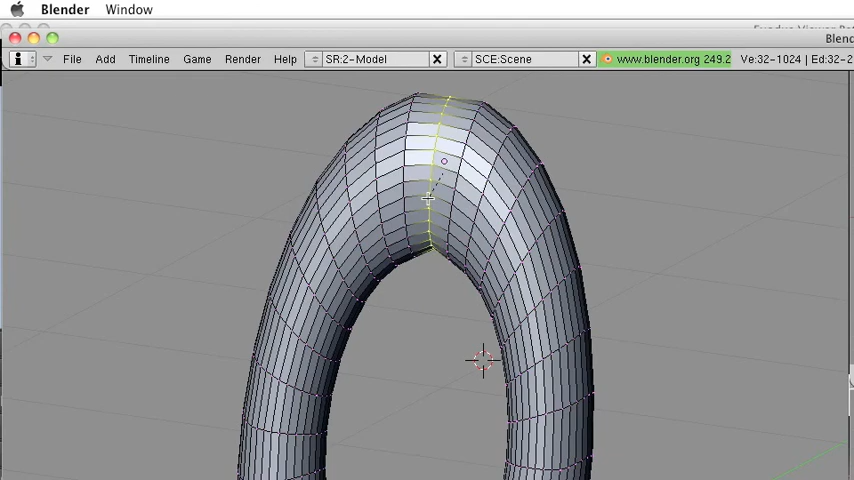 Blender Window
Blend
File Add Timeline Game Render Help SR:2-Model SCE:Scene www.blender.org 249.2 Ve:32-1024 | Ed:32-2